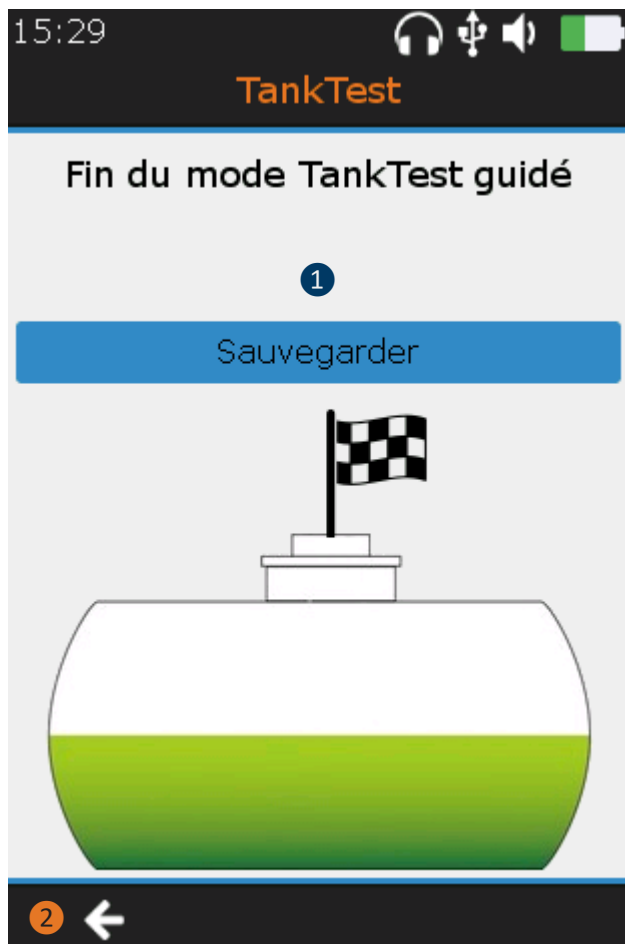 15:29
TankTest
Fin du mode TankTest guidé
1
Sauvegarder
2